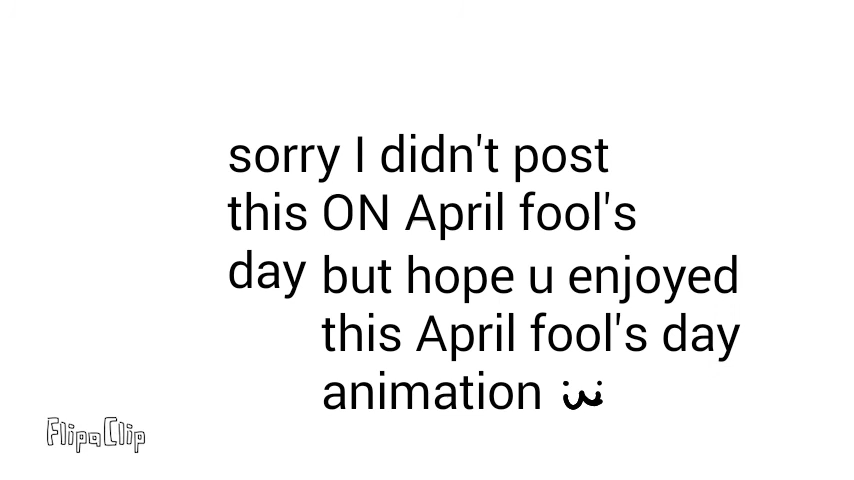 sorry I didn't post
this ON April fool's
day
but hope u enjoyed
this April fool's day
animation
FlipaClip